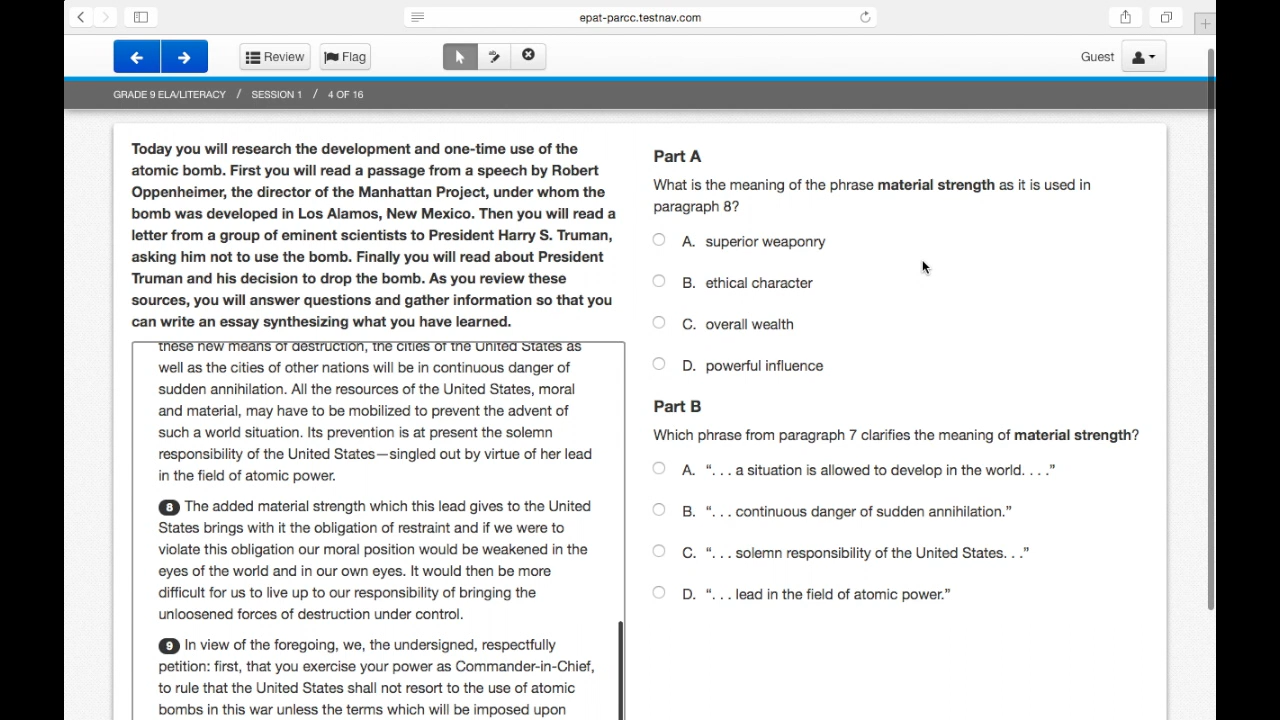 epat-parcc.testnav.com
Review
Flag
Guest
GRADE 9 ELA/LITERACY / SESSION 1 / 4 OF 16
Today you will research the development and one-time use of the
atomic bomb. First you will read a passage from a speech by Robert
Oppenheimer, the director of the Manhattan Project, under whom the
bomb was developed in Los Alamos, New Mexico. Then you will read a
letter from a group of eminent scientists to President Harry S. Truman,
asking him not to use the bomb. Finally you will read about President
Truman and his decision to drop the bomb. As you review these
sources, you will answer questions and gather information so that you
can write an essay synthesizing what you have learned.
these new means of destruction, the cities of the United States as
well as the cities of other nations will be in continuous danger of
sudden annihilation. All the resources of the United States, moral
and material, may have to be mobilized to prevent the advent of
such a world situation. Its prevention is at present the solemn
responsibility of the United States—singled out by virtue of her lead
in the field of atomic power.
8 The added material strength which this lead gives to the United
States brings with it the obligation of restraint and if we were to
violate this obligation our moral position would be weakened in the
eyes of the world and in our own eyes. It would then be more
difficult for us to live up to our responsibility of bringing the
unloosened forces of destruction under control.
9 In view of the foregoing, we, the undersigned, respectfully
petition: first, that you exercise your power as Commander-in-Chief,
to rule that the United States shall not resort to the use of atomic
bombs in this war unless the terms which will be imposed upon
Part A
What is the meaning of the phrase material strength as it is used in
paragraph 8?
A. superior weaponry
B. ethical character
C. overall wealth
D. powerful influence
Part B
Which phrase from paragraph 7 clarifies the meaning of material strength?
A. “. . . a situation is allowed to develop in the world. . . .”
B. “. . . continuous danger of sudden annihilation.”
C. “. . . solemn responsibility of the United States. . .”
D. “. . . lead in the field of atomic power.”